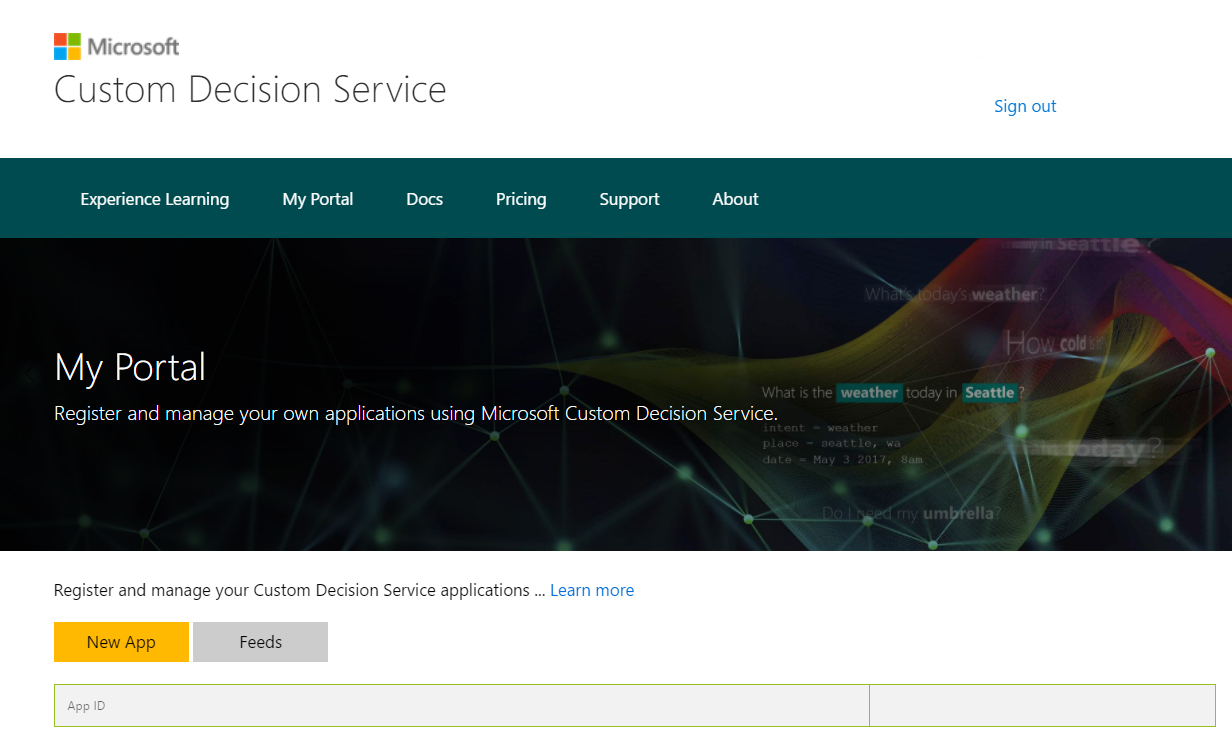 Microsoft
Custom Decision Service
Sign out
Experience Learning My Portal Docs Pricing Support About
in Seattle?
What's today's weather?
How cold is it?
My Portal
What is the weather today in Seattle?
Register and manage your own applications using Microsoft Custom Decision Service.
intent = weather
place = seattle, wa
date = May 3 2017, 8am
today?
Do I need my umbrella?
Register and manage your Custom Decision Service applications ... Learn more
New App Feeds
App ID